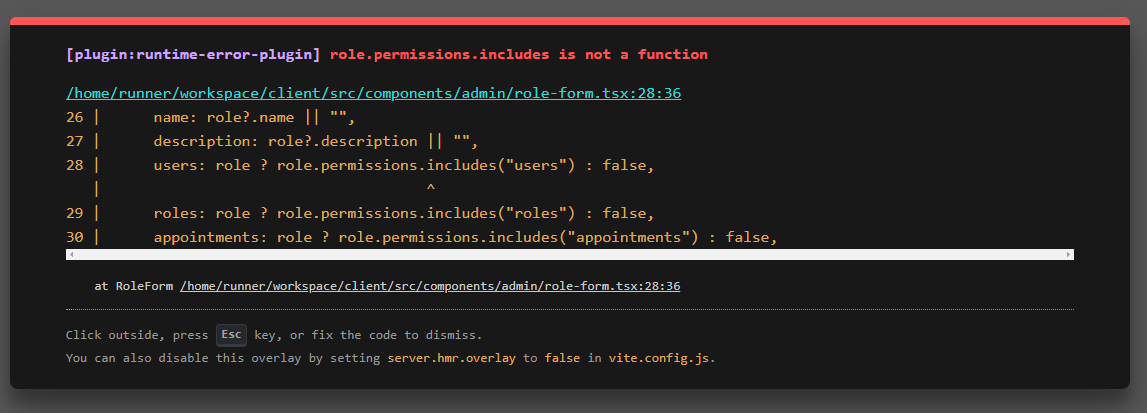 [plugin:runtime-error-plugin] role.permissions.includes is not a function
/home/runner/workspace/client/src/components/admin/role-form.tsx:28:36
26 |      name: role?.name || "",
27 |      description: role?.description || "",
28 |      users: role ? role.permissions.includes("users") : false,
   |                                     ^
29 |      roles: role ? role.permissions.includes("roles") : false,
30 |      appointments: role ? role.permissions.includes("appointments") : false,
at RoleForm /home/runner/workspace/client/src/components/admin/role-form.tsx:28:36
Click outside, press Esc key, or fix the code to dismiss.
You can also disable this overlay by setting server.hmr.overlay to false in vite.config.js.